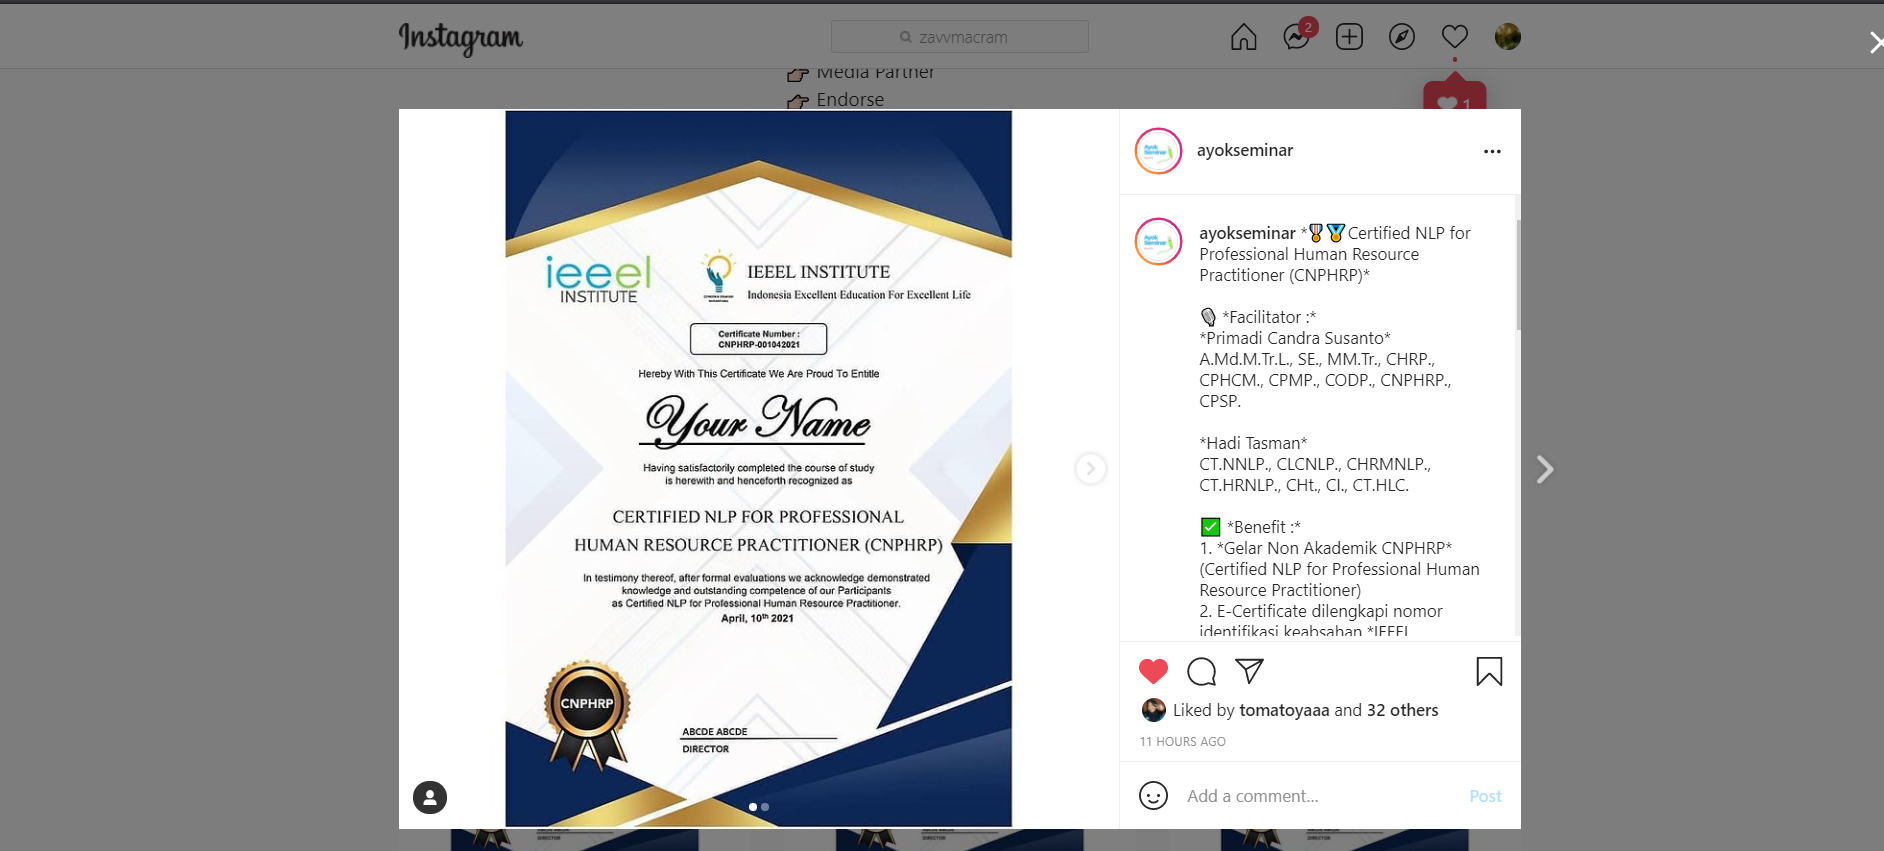 Instagram
zavvmacram
2
Media Partner
Endorse
1
ieeel
INSTITUTE
IEEEL INSTITUTE
Indonesia Excellent Education For Excellent Life
Certificate Number :
CNPHRP-001042021
Hereby With This Certificate We Are Proud To Entitle
Your Name
Having satisfactorily completed the course of study
is herewith and henceforth recognized as
CERTIFIED NLP FOR PROFESSIONAL
HUMAN RESOURCE PRACTITIONER (CNPHRP)
In testimony thereof, after formal evaluations we acknowledge demonstrated
knowledge and outstanding competence of our Participants
as Certified NLP for Professional Human Resource Practitioner.
April, 10th 2021
CNPHRP
ABCDE ABCDE
DIRECTOR
Ayok
Seminar
ayokseminar
Ayok
Seminar
ayokseminar *🎖🏅Certified NLP for
Professional Human Resource
Practitioner (CNPHRP)*
🎙 *Facilitator :*
*Primadi Candra Susanto*
A.Md.M.Tr.L., SE., MM.Tr., CHRP.,
CPHCM., CPMP., CODP., CNPHRP.,
CPSP.
*Hadi Tasman*
CT.NNLP., CLCNLP., CHRMNLP.,
CT.HRNLP., CHt., CI., CT.HLC.
✅ *Benefit :*
1. *Gelar Non Akademik CNPHRP*
(Certified NLP for Professional Human
Resource Practitioner)
2. E-Certificate dilengkapi nomor
identifikasi keabsahan *IEEEL
Liked by tomatoyaaa and 32 others
11 HOURS AGO
Add a comment...
Post
DIRECTOR
DIRECTOR
DIRECTOR